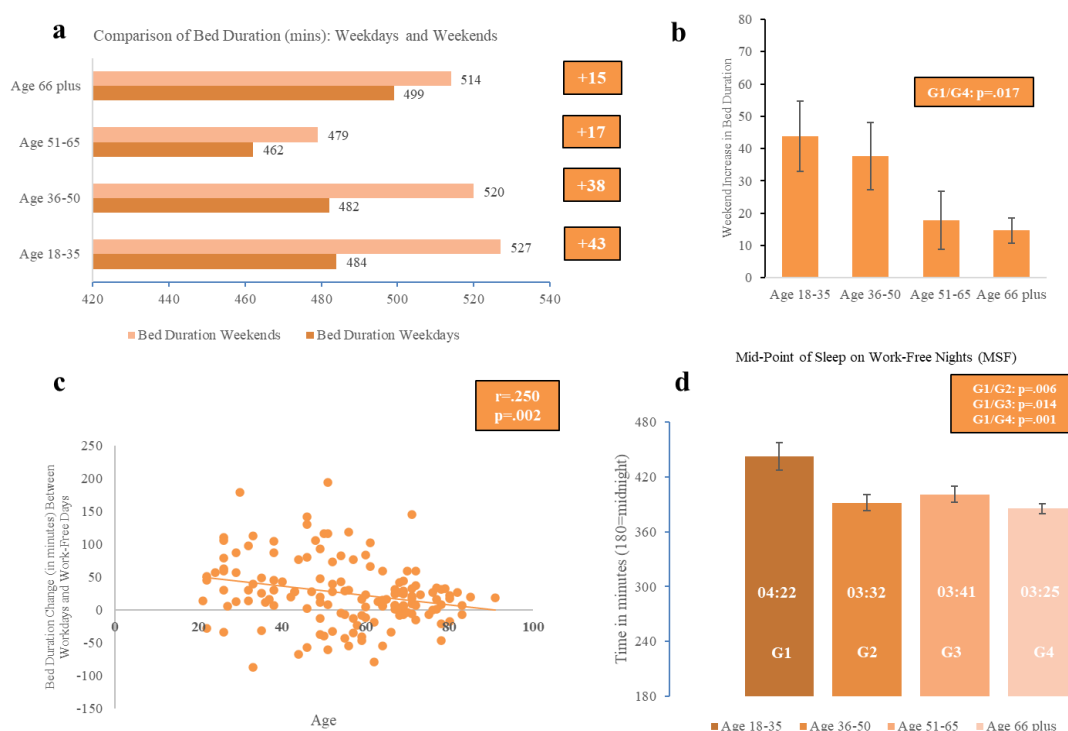 a
Comparison of Bed Duration (mins): Weekdays and Weekends
Age 66 plus
514
499
+15
Age 51-65
479
462
+17
Age 36-50
520
482
+38
Age 18-35
527
484
+43
420 440 460 480 500 520 540
Bed Duration Weekends
Bed Duration Weekdays
b
Weekend Increase in Bed Duration
80
70
60
50
40
30
20
10
0
G1/G4: p=.017
Age 18-35 Age 36-50 Age 51-65 Age 66 plus
c
r=.250
p=.002
Bed Duration Change (in minutes) Between
Workdays and Work-Free Days
250
200
150
100
50
0
-50
-100
-150
0 20 40 60 80 100
Age
Mid-Point of Sleep on Work-Free Nights (MSF)
d
G1/G2: p=.006
G1/G3: p=.014
G1/G4: p=.001
Time in minutes (180=midnight)
480
420
360
300
240
180
04:22 03:32 03:41 03:25
G1 G2 G3 G4
Age 18-35 Age 36-50 Age 51-65 Age 66 plus